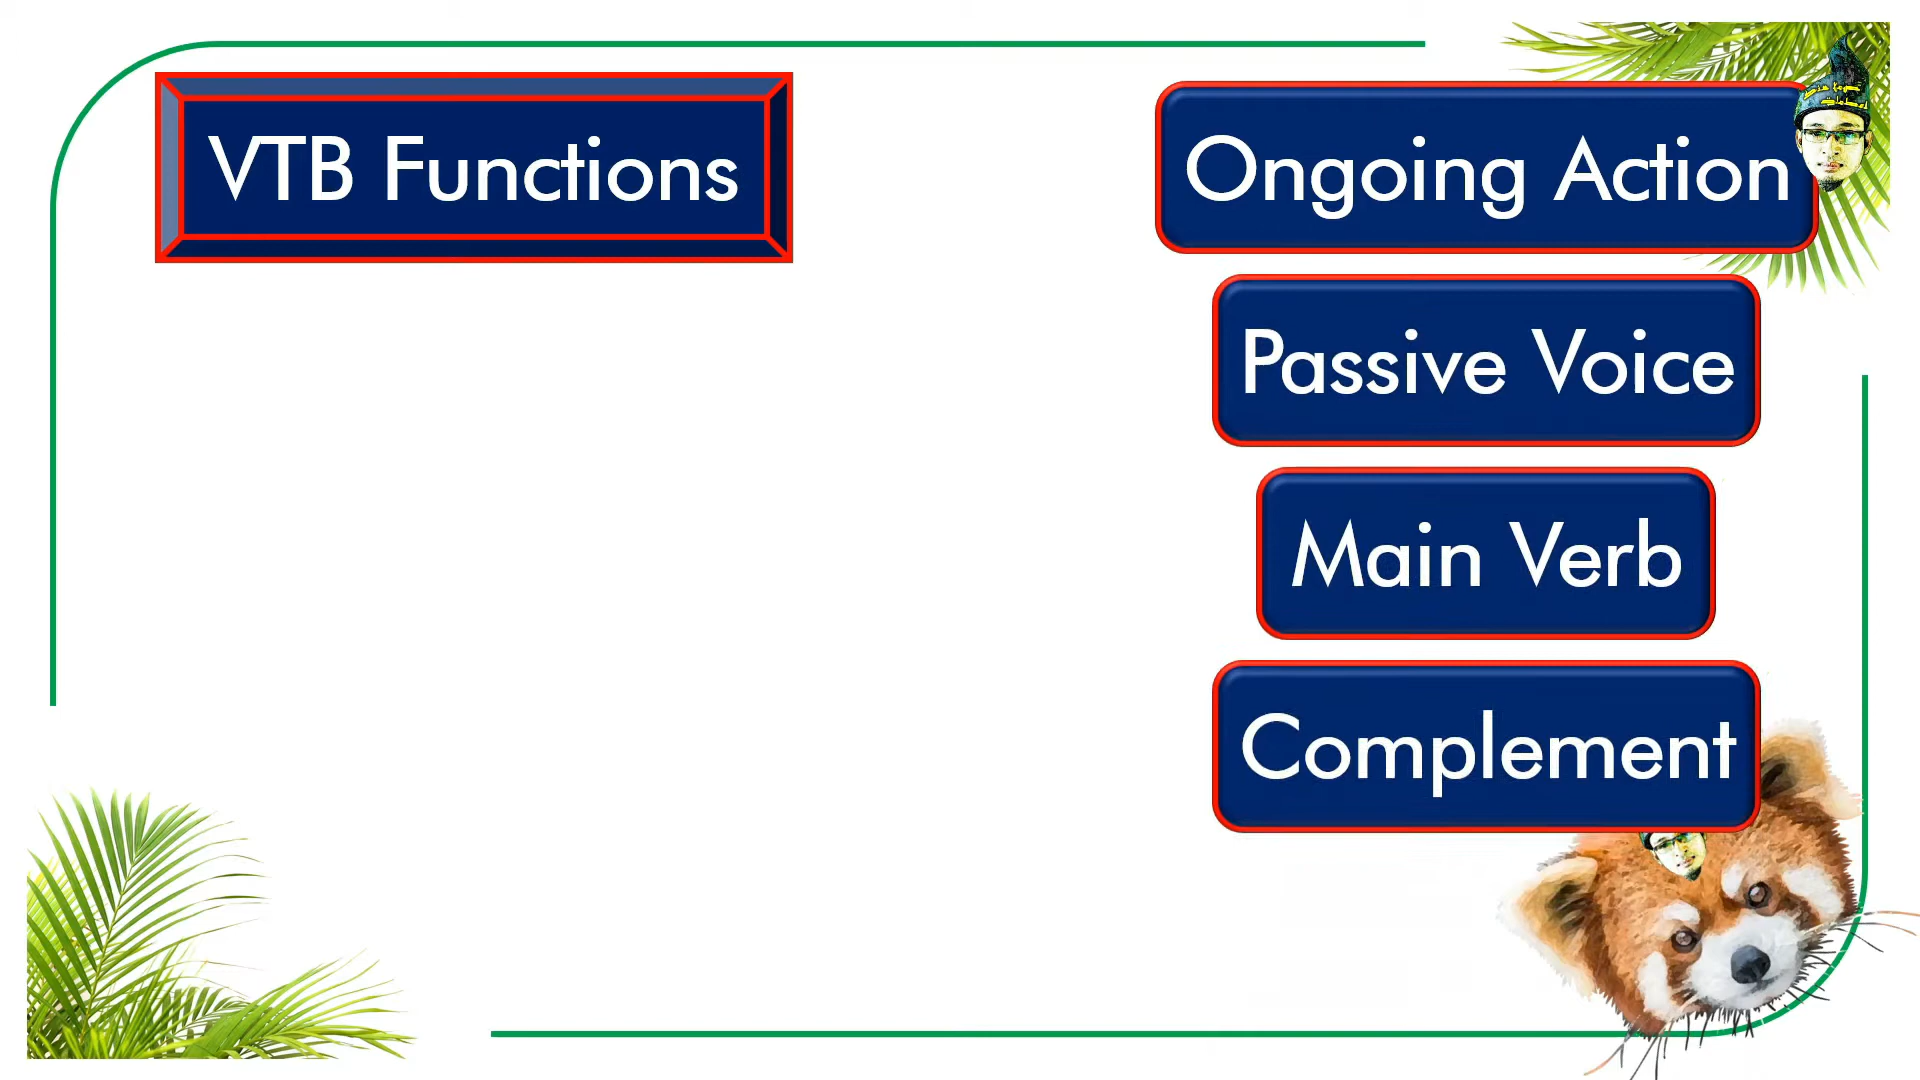 VTB Functions
Ongoing Action
Passive Voice
Main Verb
Complement